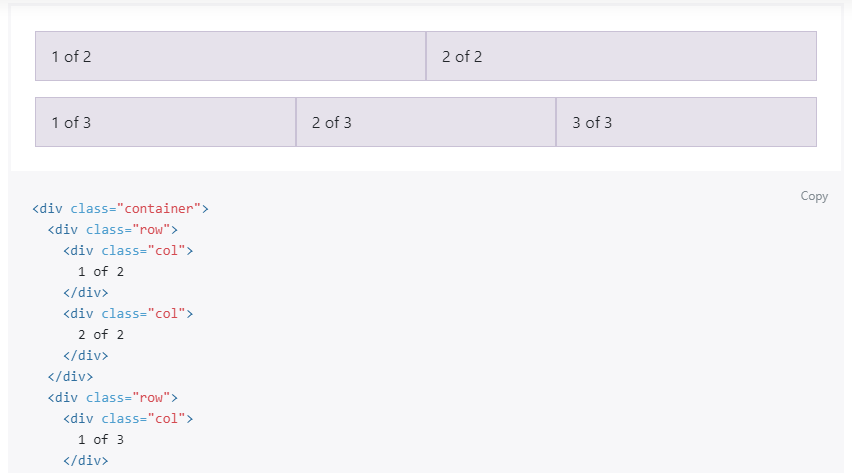 1 of 2 2 of 2
1 of 3 2 of 3 3 of 3
Copy
<div class="container">
  <div class="row">
    <div class="col">
      1 of 2
    </div>
    <div class="col">
      2 of 2
    </div>
  </div>
  <div class="row">
    <div class="col">
      1 of 3
    </div>